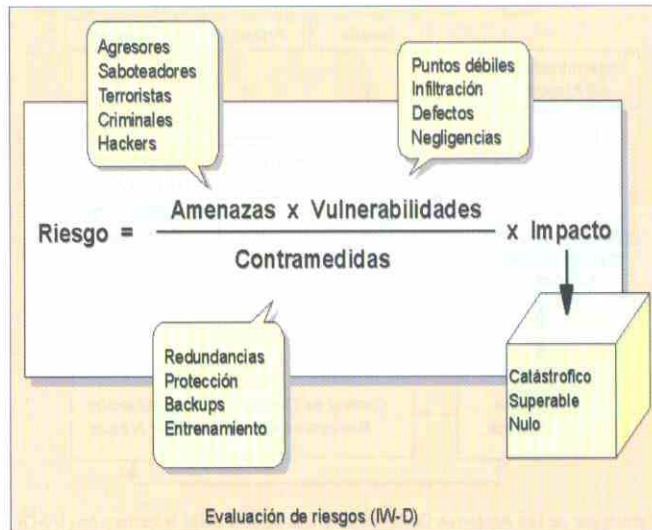 Agresores
Saboteadores
Terroristas
Criminales
Hackers
Puntos débiles
Infiltración
Defectos
Negligencias
Riesgo = Amenazas x Vulnerabilidades x Impacto
Contramedidas
Redundancias
Protección
Backups
Entrenamiento
Catástrofico
Superable
Nulo
Evaluación de riesgos (IW-D)